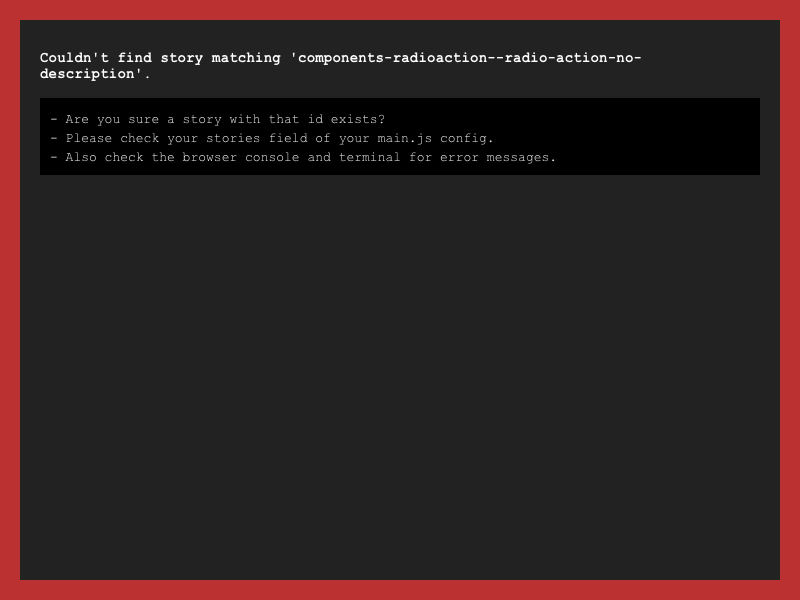 Couldn't find story matching 'components-radioaction--radio-action-no-
description'.
- Are you sure a story with that id exists?
- Please check your stories field of your main.js config.
- Also check the browser console and terminal for error messages.